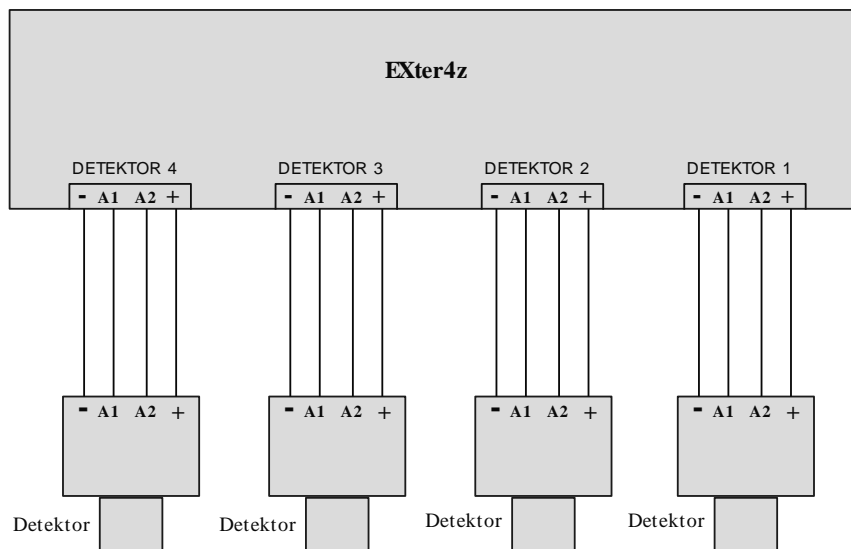 EXter4z
DETEKTOR 4 DETEKTOR 3 DETEKTOR 2 DETEKTOR 1
- A1 A2 + - A1 A2 + - A1 A2 + - A1 A2 +
- A1 A2 + - A1 A2 + - A1 A2 + - A1 A2 +
Detektor Detektor Detektor Detektor